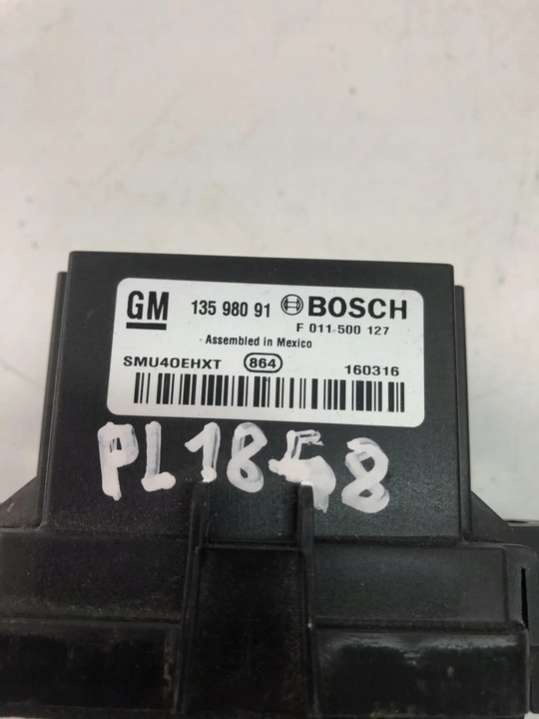 GM 135 980 91 BOSCH
F 011 500 127
Assembled in Mexico
SMU40EHXT 864 160316
PL1858